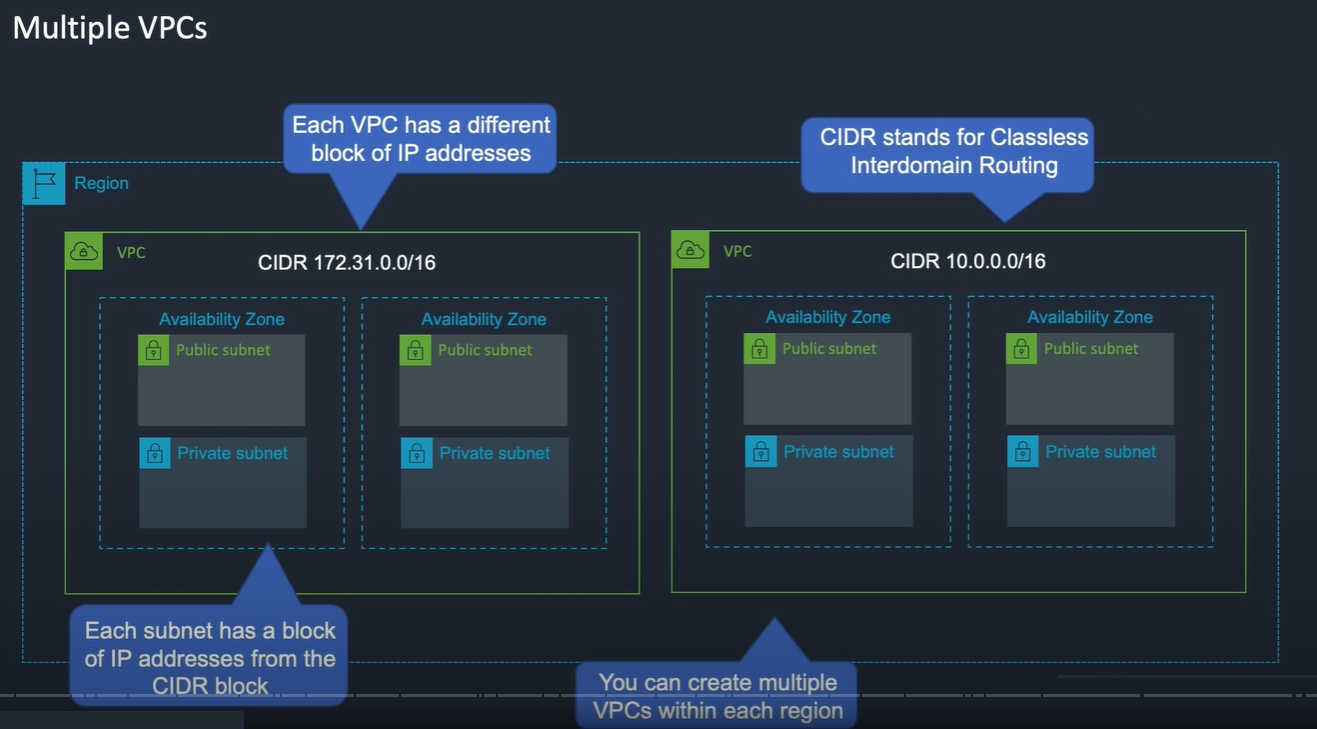 Multiple VPCs
Each VPC has a different
block of IP addresses
CIDR stands for Classless
Interdomain Routing
Region
VPC
CIDR 172.31.0.0/16
Availability Zone
Public subnet
Private subnet
Availability Zone
Public subnet
Private subnet
VPC
CIDR 10.0.0.0/16
Availability Zone
Public subnet
Private subnet
Availability Zone
Public subnet
Private subnet
Each subnet has a block
of IP addresses from the
CIDR block
You can create multiple
VPCs within each region